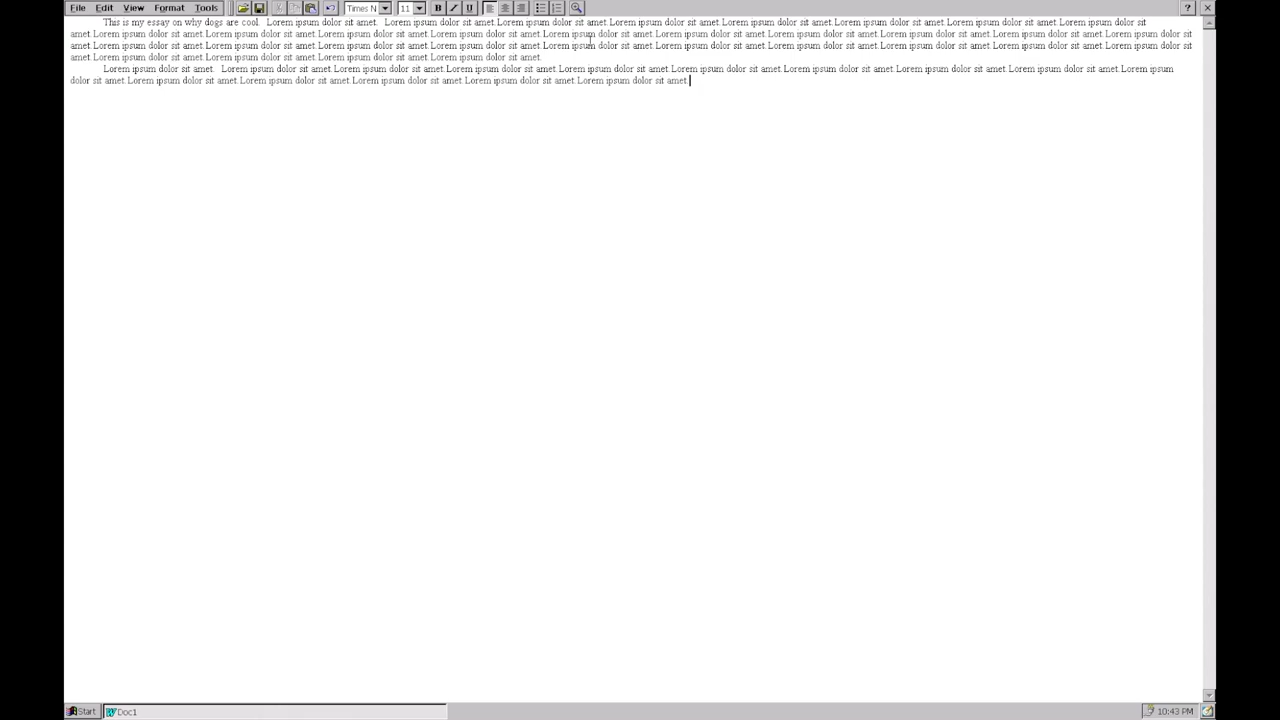 File Edit View Format Tools Times N 11 B I U ? ×
This is my essay on why dogs are cool.  Lorem ipsum dolor sit amet.  Lorem ipsum dolor sit amet.Lorem ipsum dolor sit amet.Lorem ipsum dolor sit amet.Lorem ipsum dolor sit amet.Lorem ipsum dolor sit amet.Lorem ipsum dolor sit amet.Lorem ipsum dolor sit
amet.Lorem ipsum dolor sit amet.Lorem ipsum dolor sit amet.Lorem ipsum dolor sit amet.Lorem ipsum dolor sit amet.Lorem ipsum dolor sit amet.Lorem ipsum dolor sit amet.Lorem ipsum dolor sit amet.Lorem ipsum dolor sit amet.Lorem ipsum dolor sit amet.Lorem ipsum dolor sit
amet.Lorem ipsum dolor sit amet.Lorem ipsum dolor sit amet.Lorem ipsum dolor sit amet.Lorem ipsum dolor sit amet.Lorem ipsum dolor sit amet.Lorem ipsum dolor sit amet.Lorem ipsum dolor sit amet.Lorem ipsum dolor sit amet.Lorem ipsum dolor sit amet.Lorem ipsum dolor sit
amet.Lorem ipsum dolor sit amet.Lorem ipsum dolor sit amet.Lorem ipsum dolor sit amet.Lorem ipsum dolor sit amet.
Lorem ipsum dolor sit amet.  Lorem ipsum dolor sit amet.Lorem ipsum dolor sit amet.Lorem ipsum dolor sit amet.Lorem ipsum dolor sit amet.Lorem ipsum dolor sit amet.Lorem ipsum dolor sit amet.Lorem ipsum dolor sit amet.Lorem ipsum dolor sit amet.Lorem ipsum
dolor sit amet.Lorem ipsum dolor sit amet.Lorem ipsum dolor sit amet.Lorem ipsum dolor sit amet.Lorem ipsum dolor sit amet.Lorem ipsum dolor sit amet.
Start Doc1 10:43 PM